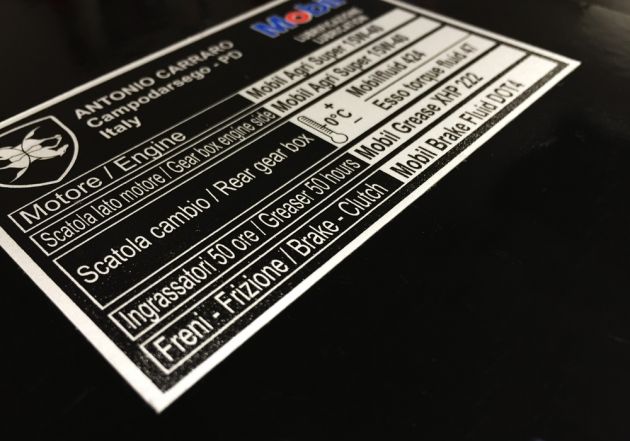 Mobil
LUBRIFICAZIONE
LUBRICATION
ANTONIO CARRARO
Campodarsego - PD
Italy
Motore / Engine
Mobil Agri Super 15W-40
Scatola lato motore / Gear box engine side
Mobil Agri Super 15W-40
Scatola cambio / Rear gear box
+
0°C
-
Mobilfluid 424
Esso torque fluid 47
Ingrassatori 50 ore / Greaser 50 hours
Mobil Grease XHP 222
Freni - Frizione / Brake - Clutch
Mobil Brake Fluid DOT4